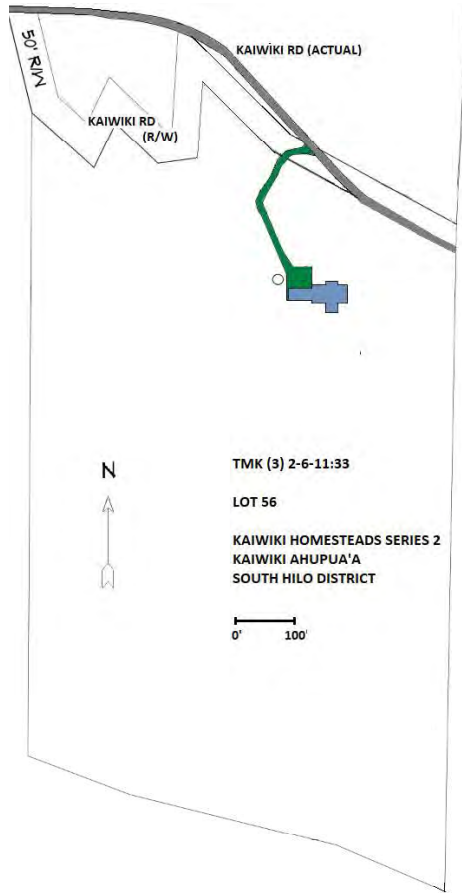 KAIWIKI RD (ACTUAL)
50' R/W
KAIWIKI RD
(R/W)
N
TMK (3) 2-6-11:33
LOT 56
KAIWIKI HOMESTEADS SERIES 2
KAIWIKI AHUPUA'A
SOUTH HILO DISTRICT
0' 100'